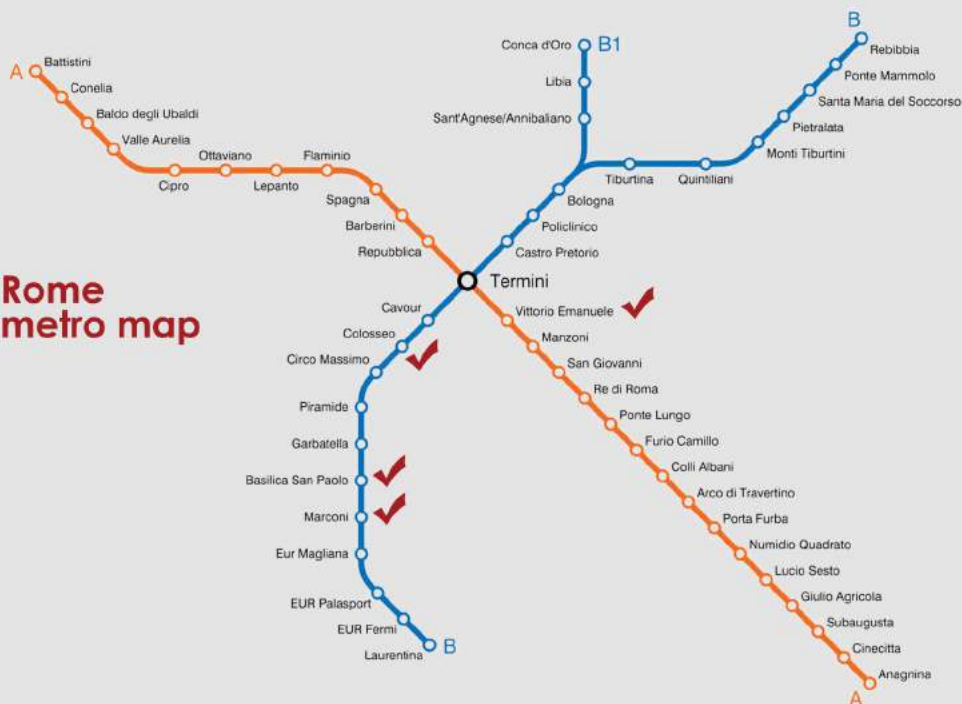 B
Conca d'Oro
B1
Rebibbia
A
Battistini
Ponte Mammolo
Conelia
Libia
Santa Maria del Soccorso
Baldo degli Ubaldi
Sant'Agnese/Annibaliano
Pietralata
Valle Aurelia
Monti Tiburtini
Ottaviano
Flaminio
Cipro
Lepanto
Tiburtina
Quintiliani
Spagna
Bologna
Barberini
Policlínico
Repubblica
Castro Pretorio
Termini
Rome
metro map
Cavour
Vittorio Emanuele
Colosseo
Manzoni
Circo Massimo
San Giovanni
Re di Roma
Piramide
Ponte Lungo
Garbatella
Furio Camillo
Colli Albani
Basilica San Paolo
Arco di Travertino
Marconi
Porta Furba
Eur Magliana
Numidio Quadrato
Lucio Sesto
EUR Palasport
Giulio Agricola
EUR Fermi
Subaugusta
Laurentina
B
Cinecitta
Anagnina
A